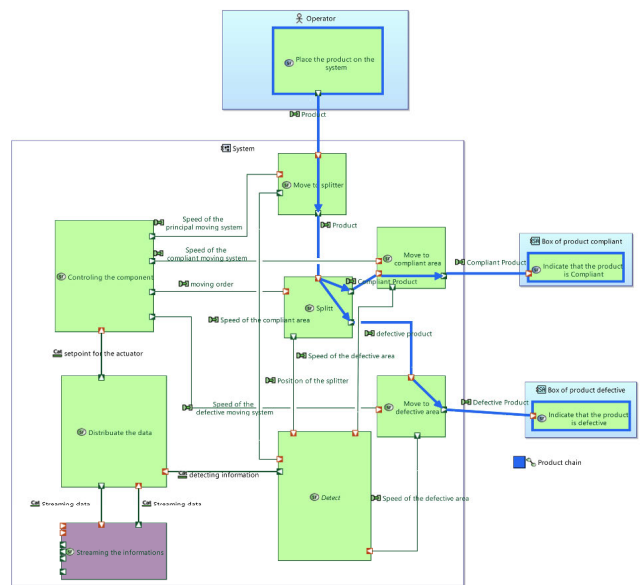 Operator
Place the product on the
system
Product
System
Move to splitter
Speed of the
principal moving system
Product
Speed of the
compliant moving system
Move to
compliant area
Compliant Product
Box of product compliant
Indicate that the product
is Compliant
Controling the component
moving order
Compliant Product
Splitt
Speed of the compliant area
defective product
setpoint for the actuator
Speed of the defective area
Position of the splitter
Speed of the
defective moving system
Move to
defective area
Defective Product
Box of product defective
Indicate that the product
is defective
Distribuate the data
Product chain
detecting information
Detect
Speed of the defective area
Streaming data
Streaming data
Streaming the informations